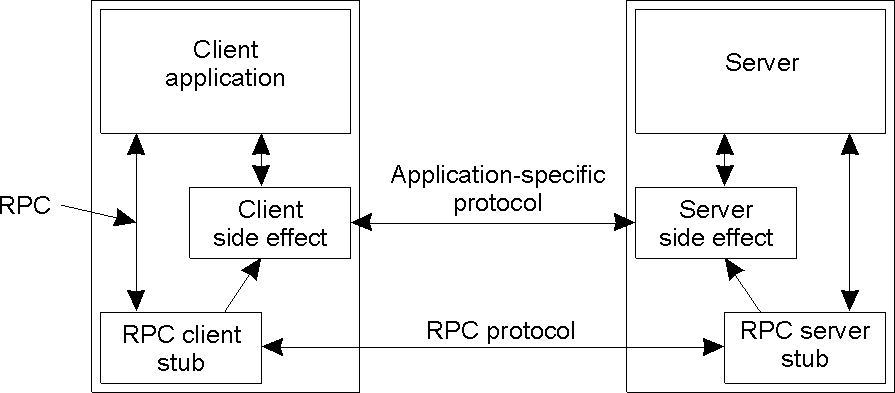 Client
application
Server
Application-specific
protocol
RPC
Client
side effect
Server
side effect
RPC client
stub
RPC protocol
RPC server
stub